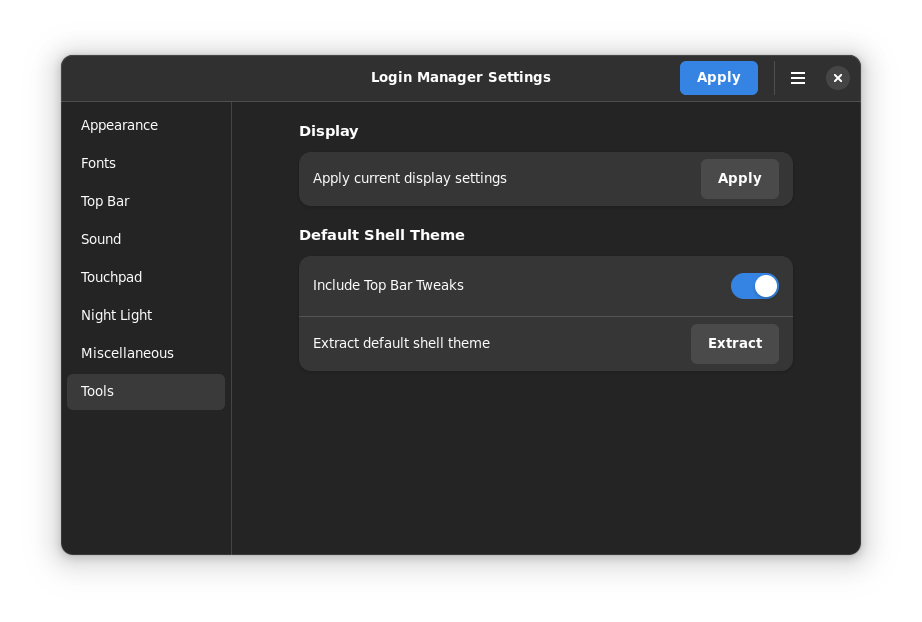 Login Manager Settings
Apply
Appearance
Fonts
Top Bar
Sound
Touchpad
Night Light
Miscellaneous
Tools
Display
Apply current display settings
Apply
Default Shell Theme
Include Top Bar Tweaks
Extract default shell theme
Extract